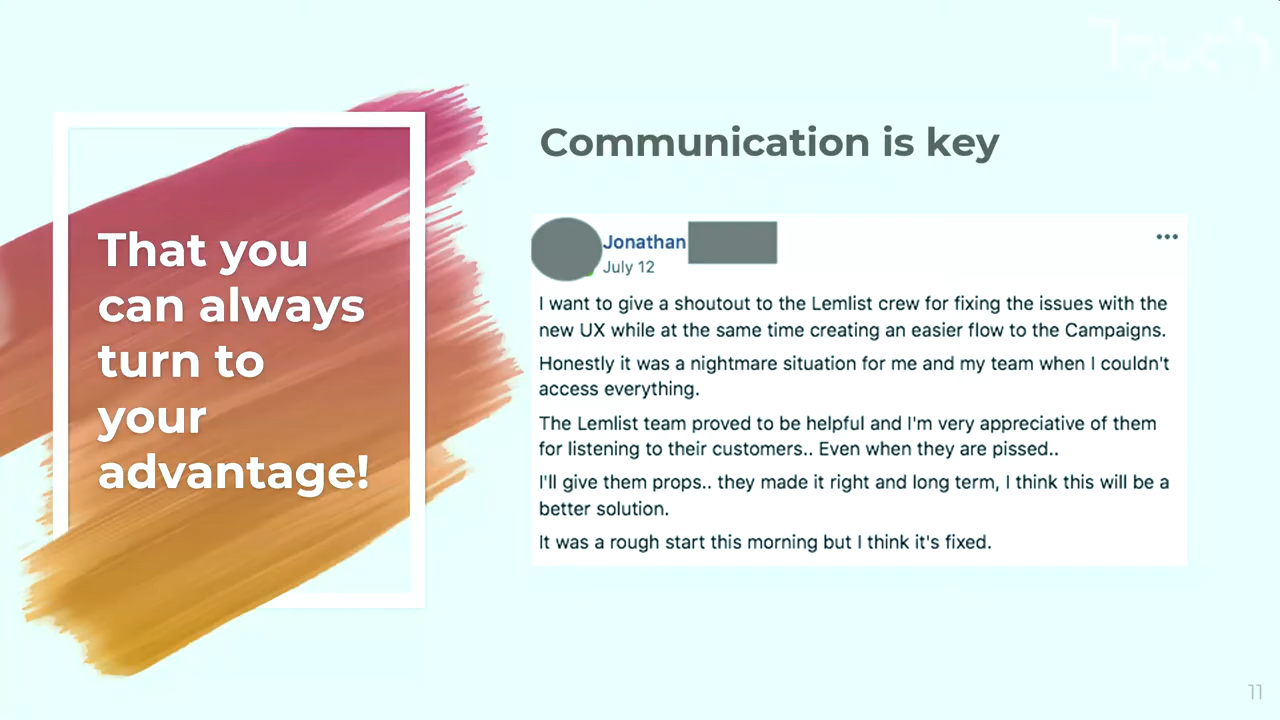 That you
can always
turn to
your
advantage!
Communication is key
Jonathan
July 12
I want to give a shoutout to the Lemlist crew for fixing the issues with the
new UX while at the same time creating an easier flow to the Campaigns.
Honestly it was a nightmare situation for me and my team when I couldn't
access everything.
The Lemlist team proved to be helpful and I'm very appreciative of them
for listening to their customers.. Even when they are pissed..
I'll give them props.. they made it right and long term, I think this will be a
better solution.
It was a rough start this morning but I think it's fixed.
11